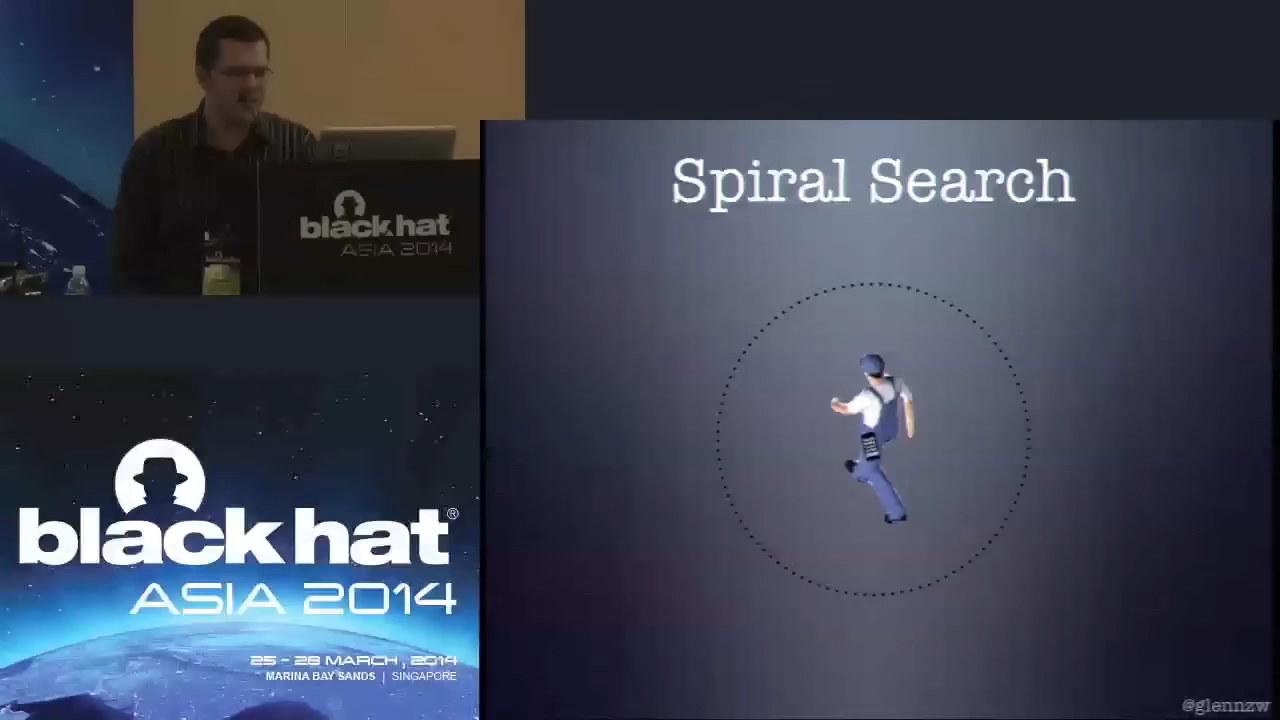 black hat
ASIA 2014
Spiral Search
black hat®
ASIA 2014
25 - 28 MARCH, 2014
MARINA BAY SANDS | SINGAPORE
@glennzw